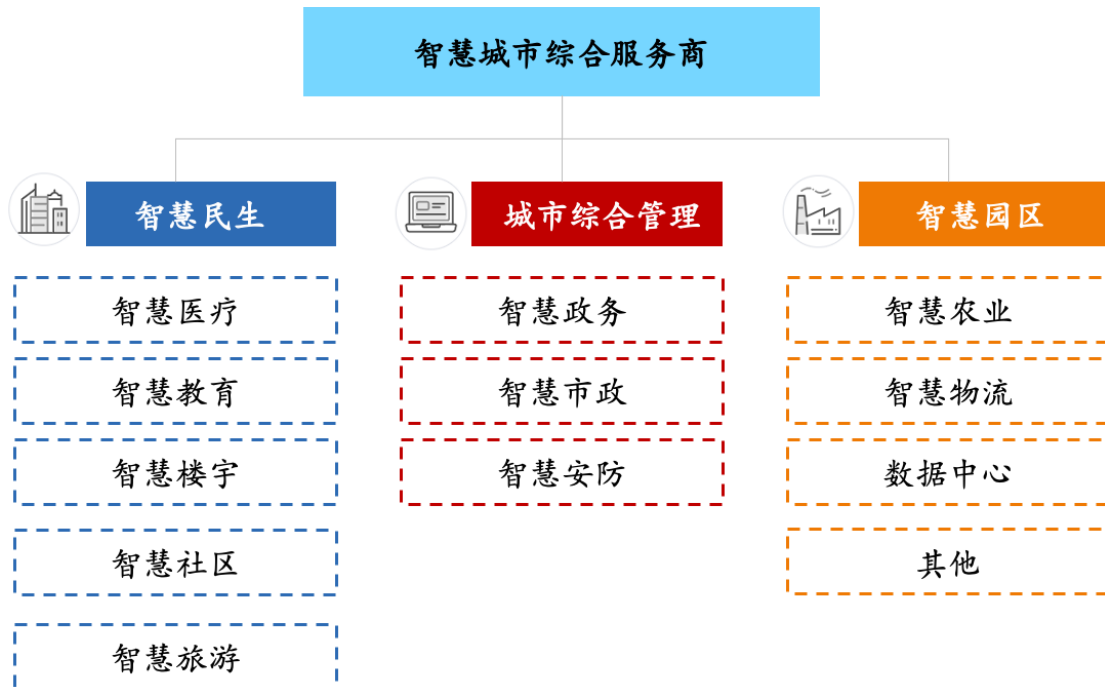 智慧城市综合服务商
智慧民生
智慧医疗
智慧教育
智慧楼宇
智慧社区
智慧旅游
城市综合管理
智慧政务
智慧市政
智慧安防
智慧园区
智慧农业
智慧物流
数据中心
其他